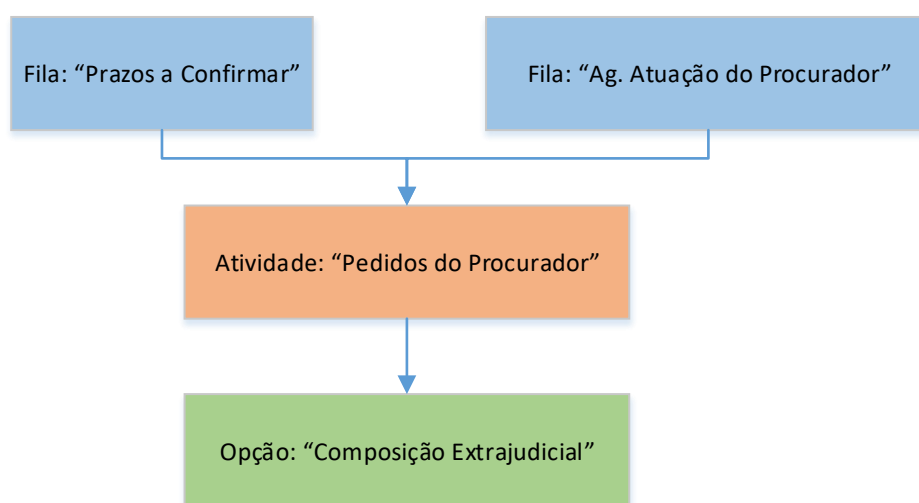 Fila: “Prazos a Confirmar”
Fila: “Ag. Atuação do Procurador”
Atividade: “Pedidos do Procurador”
Opção: “Composição Extrajudicial”